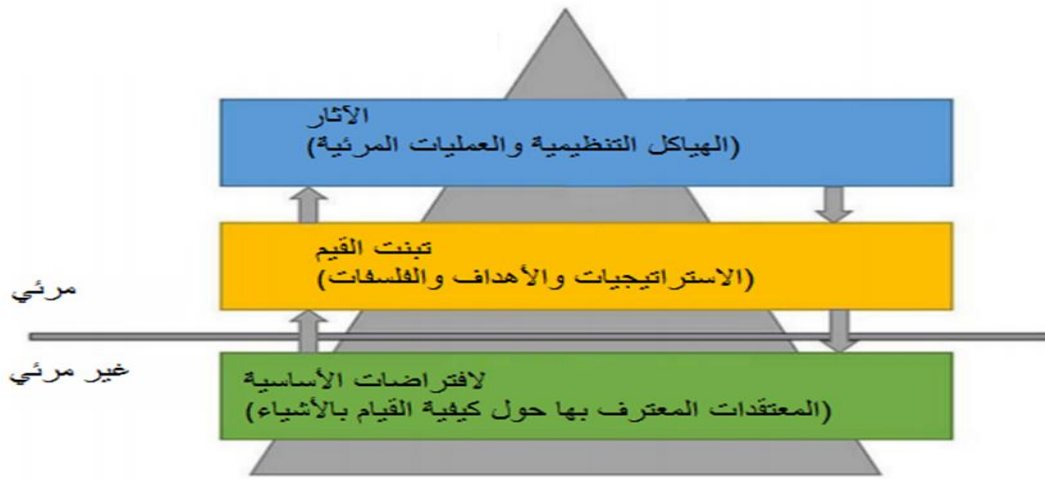 الآثار
(الهياكل التنظيمية والعمليات المرئية)
تبنت القيم
(الاستراتيجيات والأهداف والفلسفات)
مرئي
غير مرئي
لافتراضات الأساسية
(المعتقدات المعترف بها حول كيفية القيام بالأشياء)